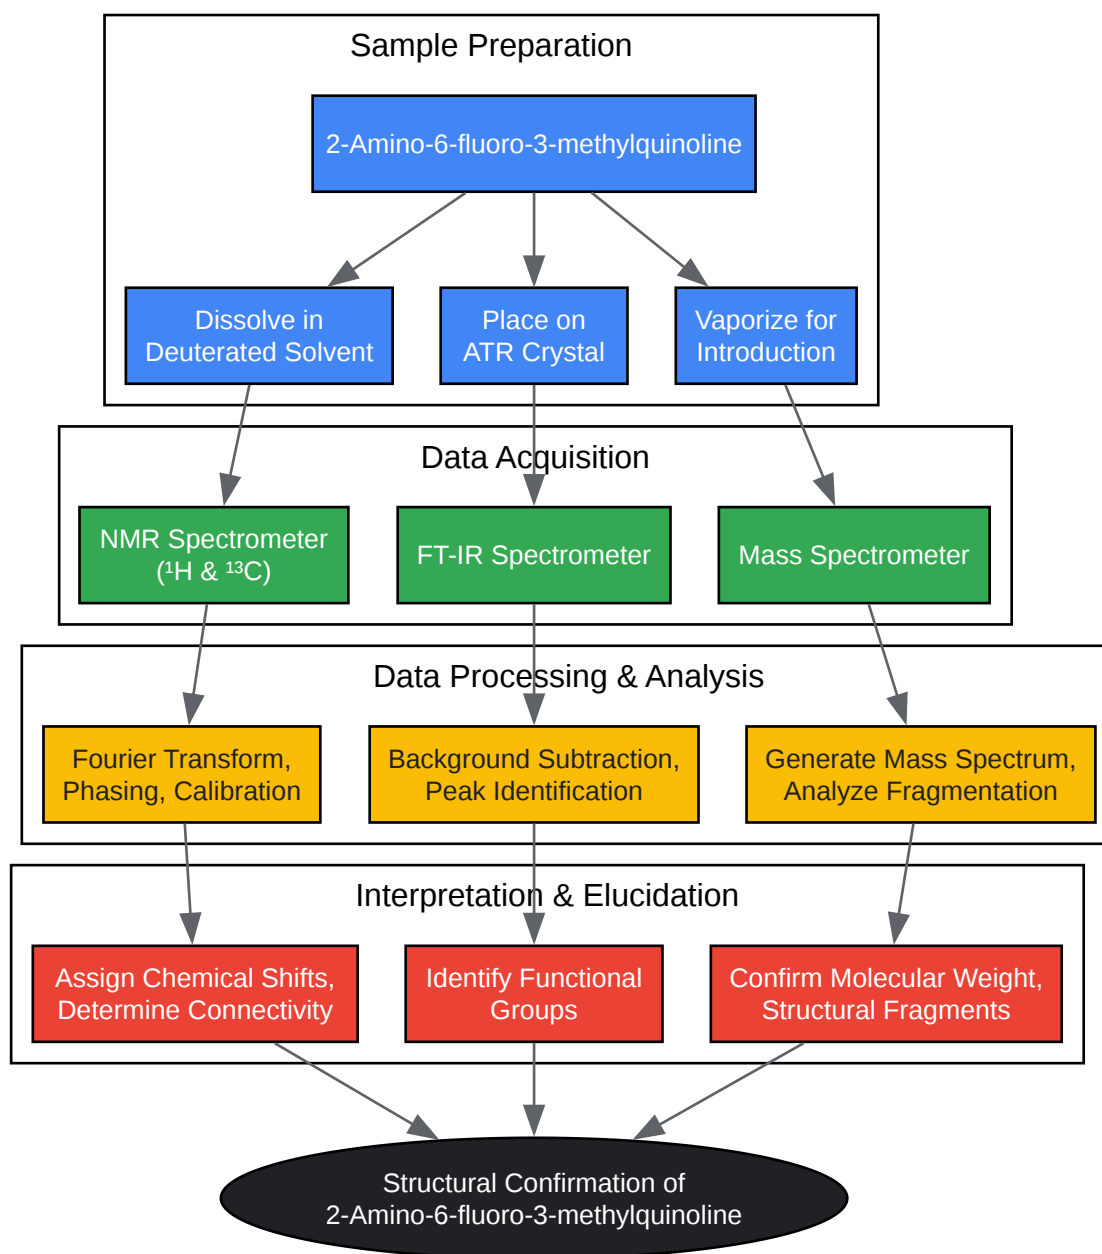 Sample Preparation
2-Amino-6-fluoro-3-methylquinoline
Dissolve in
Deuterated Solvent
Place on
ATR Crystal
Vaporize for
Introduction
Data Acquisition
NMR Spectrometer
(¹H & ¹³C)
FT-IR Spectrometer
Mass Spectrometer
Data Processing & Analysis
Fourier Transform,
Phasing, Calibration
Background Subtraction,
Peak Identification
Generate Mass Spectrum,
Analyze Fragmentation
Interpretation & Elucidation
Assign Chemical Shifts,
Determine Connectivity
Identify Functional
Groups
Confirm Molecular Weight,
Structural Fragments
Structural Confirmation of
2-Amino-6-fluoro-3-methylquinoline